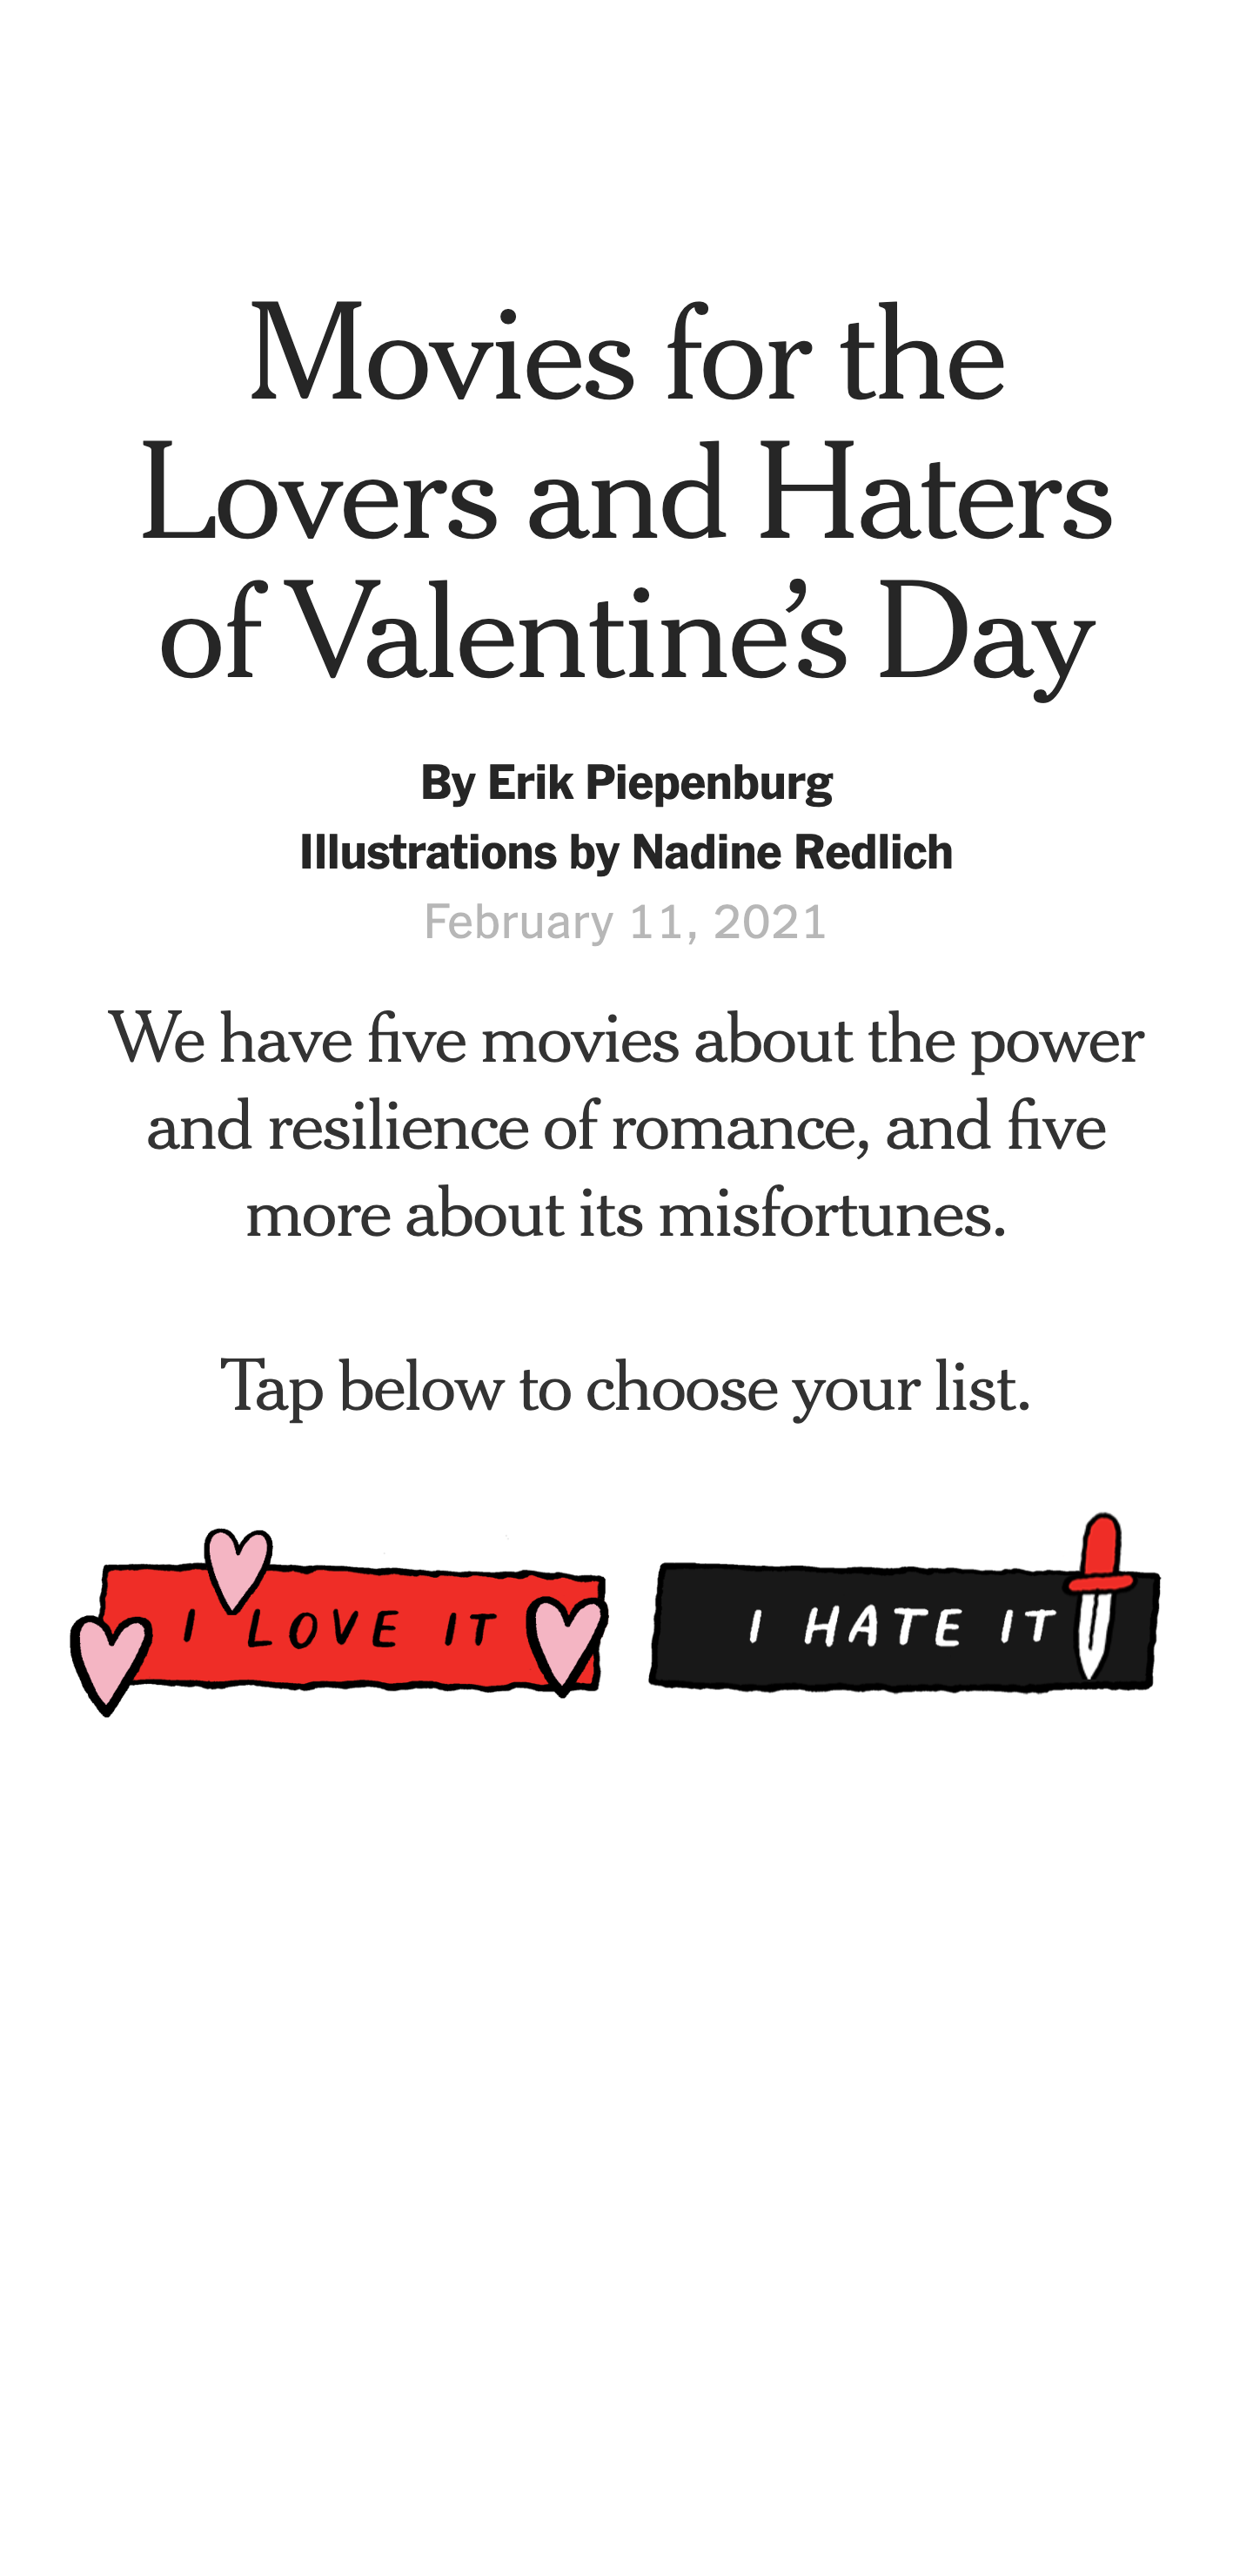 Movies for the
Lovers and Haters
of Valentine’s Day
By Erik Piepenburg
Illustrations by Nadine Redlich
February 11, 2021
We have five movies about the power
and resilience of romance, and five
more about its misfortunes.
Tap below to choose your list.
I LOVE IT
I HATE IT